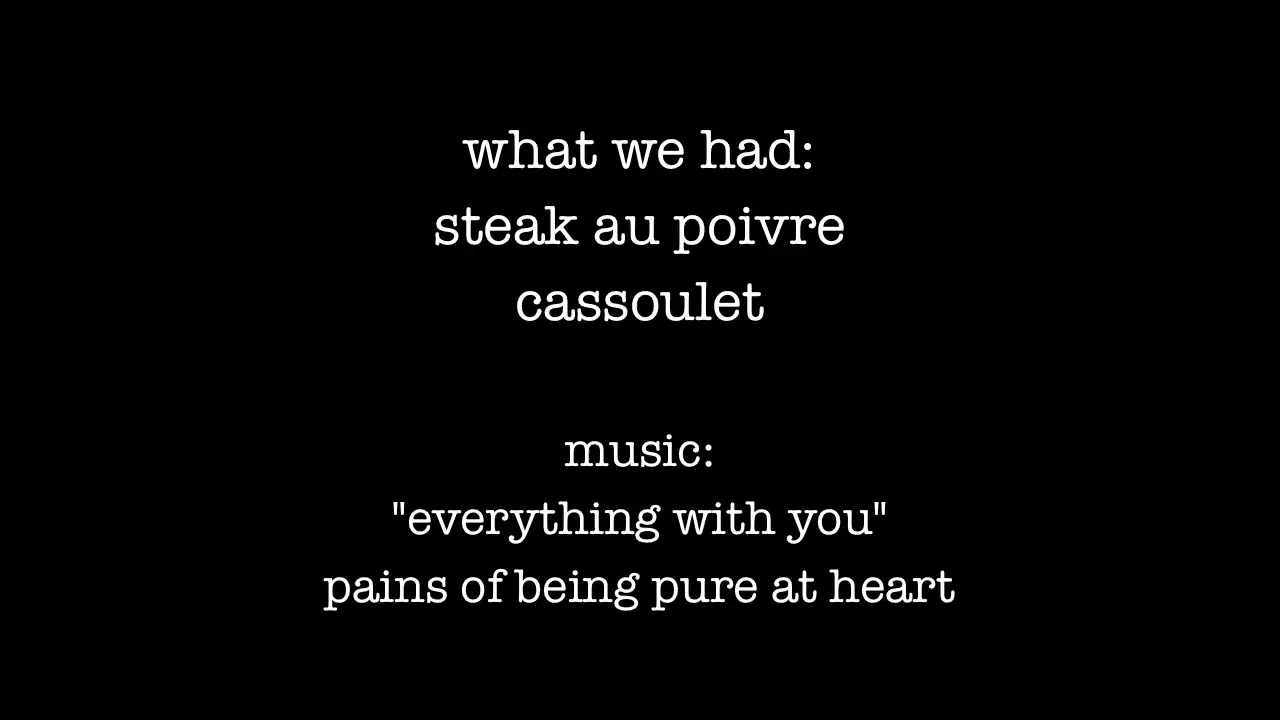 what we had:
steak au poivre
cassoulet
music:
"everything with you"
pains of being pure at heart